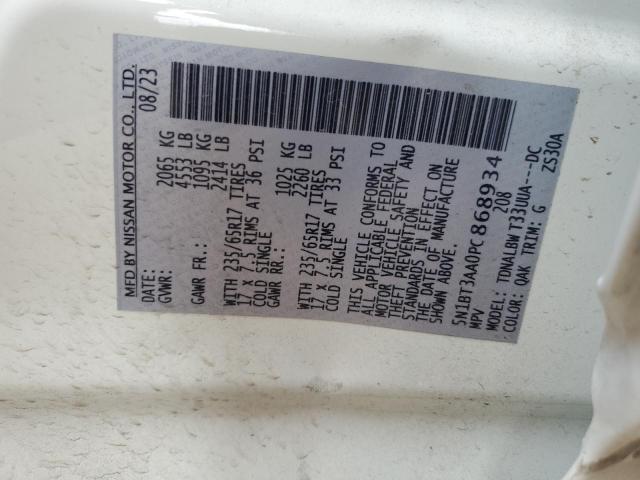 MFD BY NISSAN MOTOR CO., LTD.
DATE: 08/23
GVWR: 2065 KG
4553 LB
GAWR FR.: 1095 KG
2414 LB
WITH 235/65R17 TIRES
17 X 7.5 RIMS AT 36 PSI
COLD SINGLE
GAWR RR.: 1025 KG
2260 LB
WITH 235/65R17 TIRES
17 X 7.5 RIMS AT 33 PSI
COLD SINGLE
THIS VEHICLE CONFORMS TO
ALL APPLICABLE FEDERAL
MOTOR VEHICLE SAFETY AND
THEFT PREVENTION
STANDARDS IN EFFECT ON
THE DATE OF MANUFACTURE
SHOWN ABOVE.
5N1BT3AA0PC868934
MPV 208
MODEL: TDNALBW T33UUA---DC
COLOR: QAK TRIM: G ZS30A